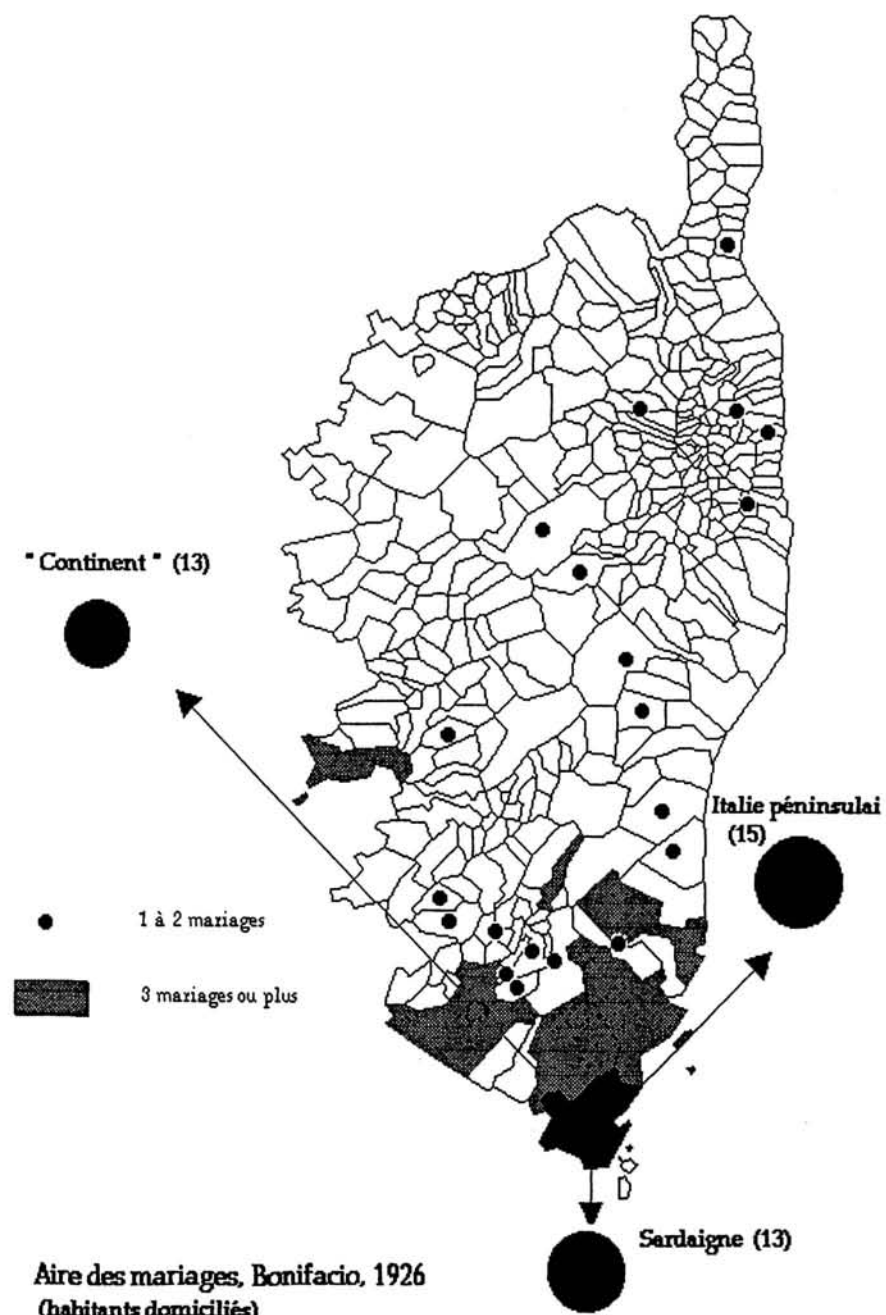 " Continent " (13)
Italie péninsulai
(15)
1 à 2 mariages
3 mariages ou plus
Sardaigne (13)
Aire des mariages, Bonifacio, 1926
(habitants domiciliés)